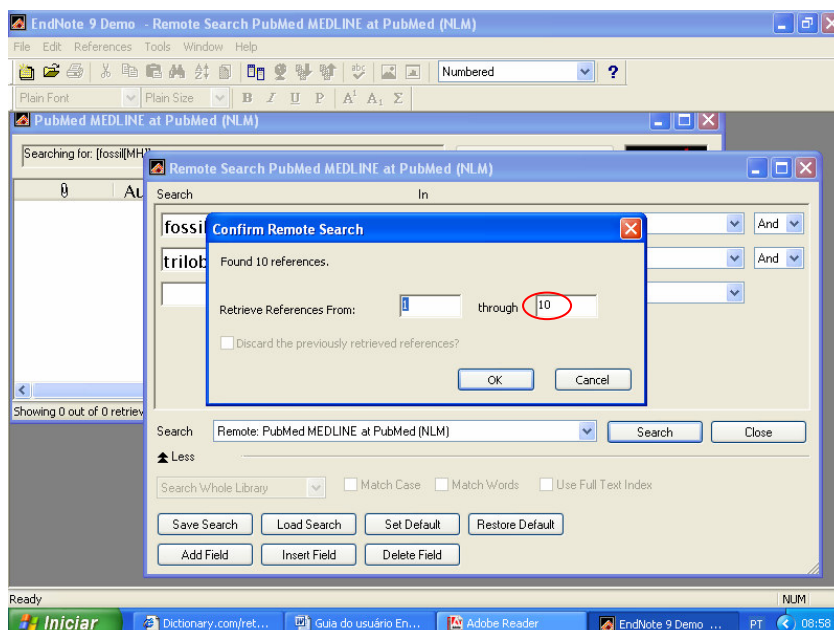 EndNote 9 Demo - Remote Search PubMed MEDLINE at PubMed (NLM)
File Edit References Tools Window Help
Numbered
Plain Font Plain Size B I U P A¹ A₁ Σ
PubMed MEDLINE at PubMed (NLM)
Searching for: [fossil[MH]]
Remote Search PubMed MEDLINE at PubMed (NLM)
Au
Search In
fossil And
Confirm Remote Search
trilob And
Found 10 references.
Retrieve References From: 1 through 10
Discard the previously retrieved references?
OK Cancel
Showing 0 out of 0 retriev
Search Remote: PubMed MEDLINE at PubMed (NLM) Search Close
Less
Search Whole Library Match Case Match Words Use Full Text Index
Save Search Load Search Set Default Restore Default
Add Field Insert Field Delete Field
Ready NUM
Iniciar Dictionary.com/ret... Guia do usuário En... Adobe Reader EndNote 9 Demo ... PT 08:58